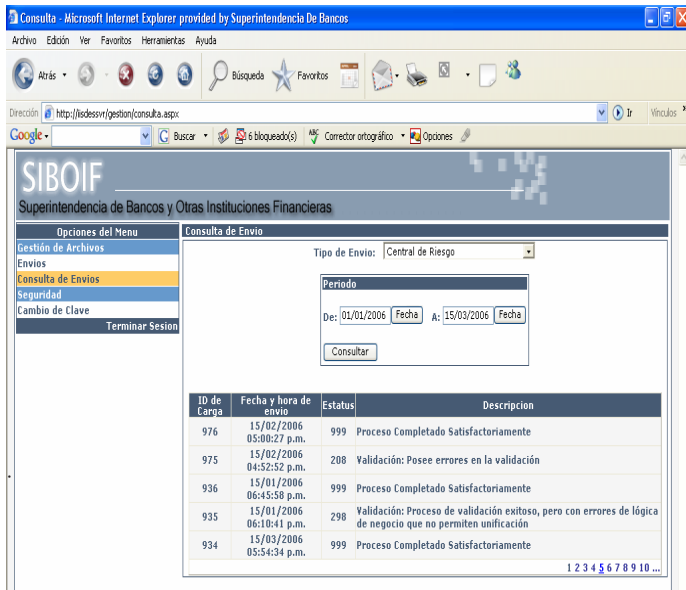 Consulta - Microsoft Internet Explorer provided by Superintendencia De Bancos
Archivo Edición Ver Favoritos Herramientas Ayuda
Atrás Búsqueda Favoritos
Dirección http://iisdessvr/gestion/consulta.aspx Ir Vínculos
Google Buscar 6 bloqueado(s) ABC Corrector ortográfico Opciones
SIBOIF
Superintendencia de Bancos y Otras Instituciones Financieras
Opciones del Menu
Gestión de Archivos
Envios
Consulta de Envios
Seguridad
Cambio de Clave
Terminar Sesion
Consulta de Envio
Tipo de Envio: Central de Riesgo
Periodo
De: 01/01/2006 Fecha A: 15/03/2006 Fecha
Consultar
ID de Carga Fecha y hora de envio Estatus Descripcion
976 15/02/2006 05:00:27 p.m. 999 Proceso Completado Satisfactoriamente
975 15/02/2006 04:52:52 p.m. 208 Validación: Posee errores en la validación
936 15/01/2006 06:45:58 p.m. 999 Proceso Completado Satisfactoriamente
935 15/01/2006 06:10:41 p.m. 298 Validación: Proceso de validación exitoso, pero con errores de lógica
de negocio que no permiten unificación
934 15/03/2006 05:54:34 p.m. 999 Proceso Completado Satisfactoriamente
1 2 3 4 5 6 7 8 9 10 ...